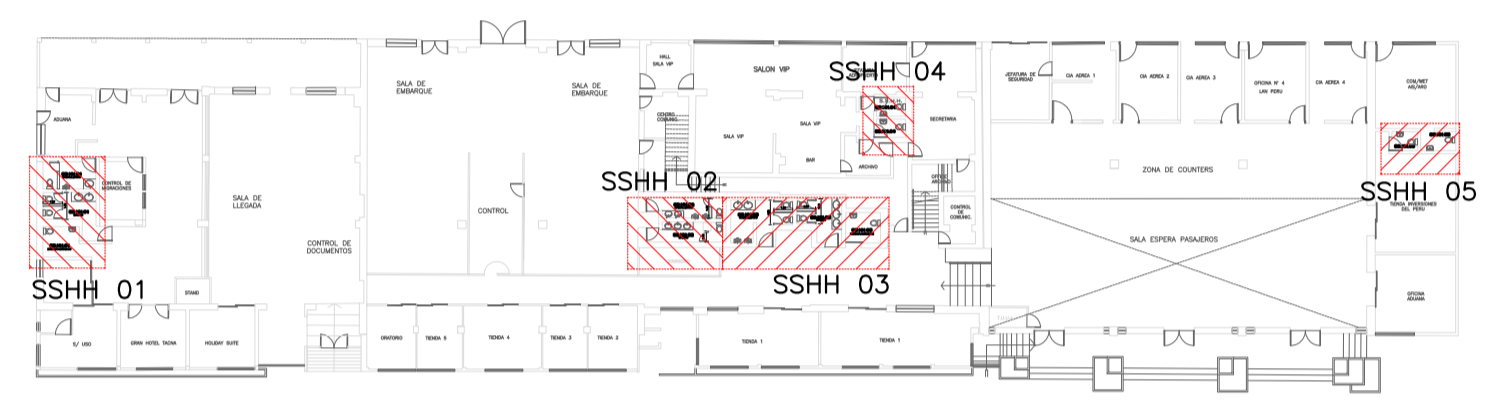 HALL
SALA VIP
SALON VIP
SSHH 04
JEFATURA DE
SEGURIDAD
CIA AEREA 1
CIA AEREA 2
CIA AEREA 3
OFICINA N° 4
LAN PERU
CIA AEREA 4
COM/MET
AIS/ARO
SALA DE
EMBARQUE
SALA DE
EMBARQUE
ADUANA
CENTRO
COMUNIC.
SALA VIP
SALA VIP
SECRETARIA
BAR
ARCHIVO
ZONA DE COUNTERS
CONTROL DE
MIGRACIONES
SSHH 02
SSHH 05
SALA DE
LLEGADA
CONTROL
CONTROL
DE
COMUNIC.
TIENDA INVERSIONES
DEL PERU
CONTROL DE
DOCUMENTOS
SALA ESPERA PASAJEROS
SSHH 01
STAND
SSHH 03
OFICINA
ADUANA
S/ USO
GRAN HOTEL TACNA
HOLIDAY SUITE
ORATORIO
TIENDA 5
TIENDA 4
TIENDA 3
TIENDA 2
TIENDA 1
TIENDA 1